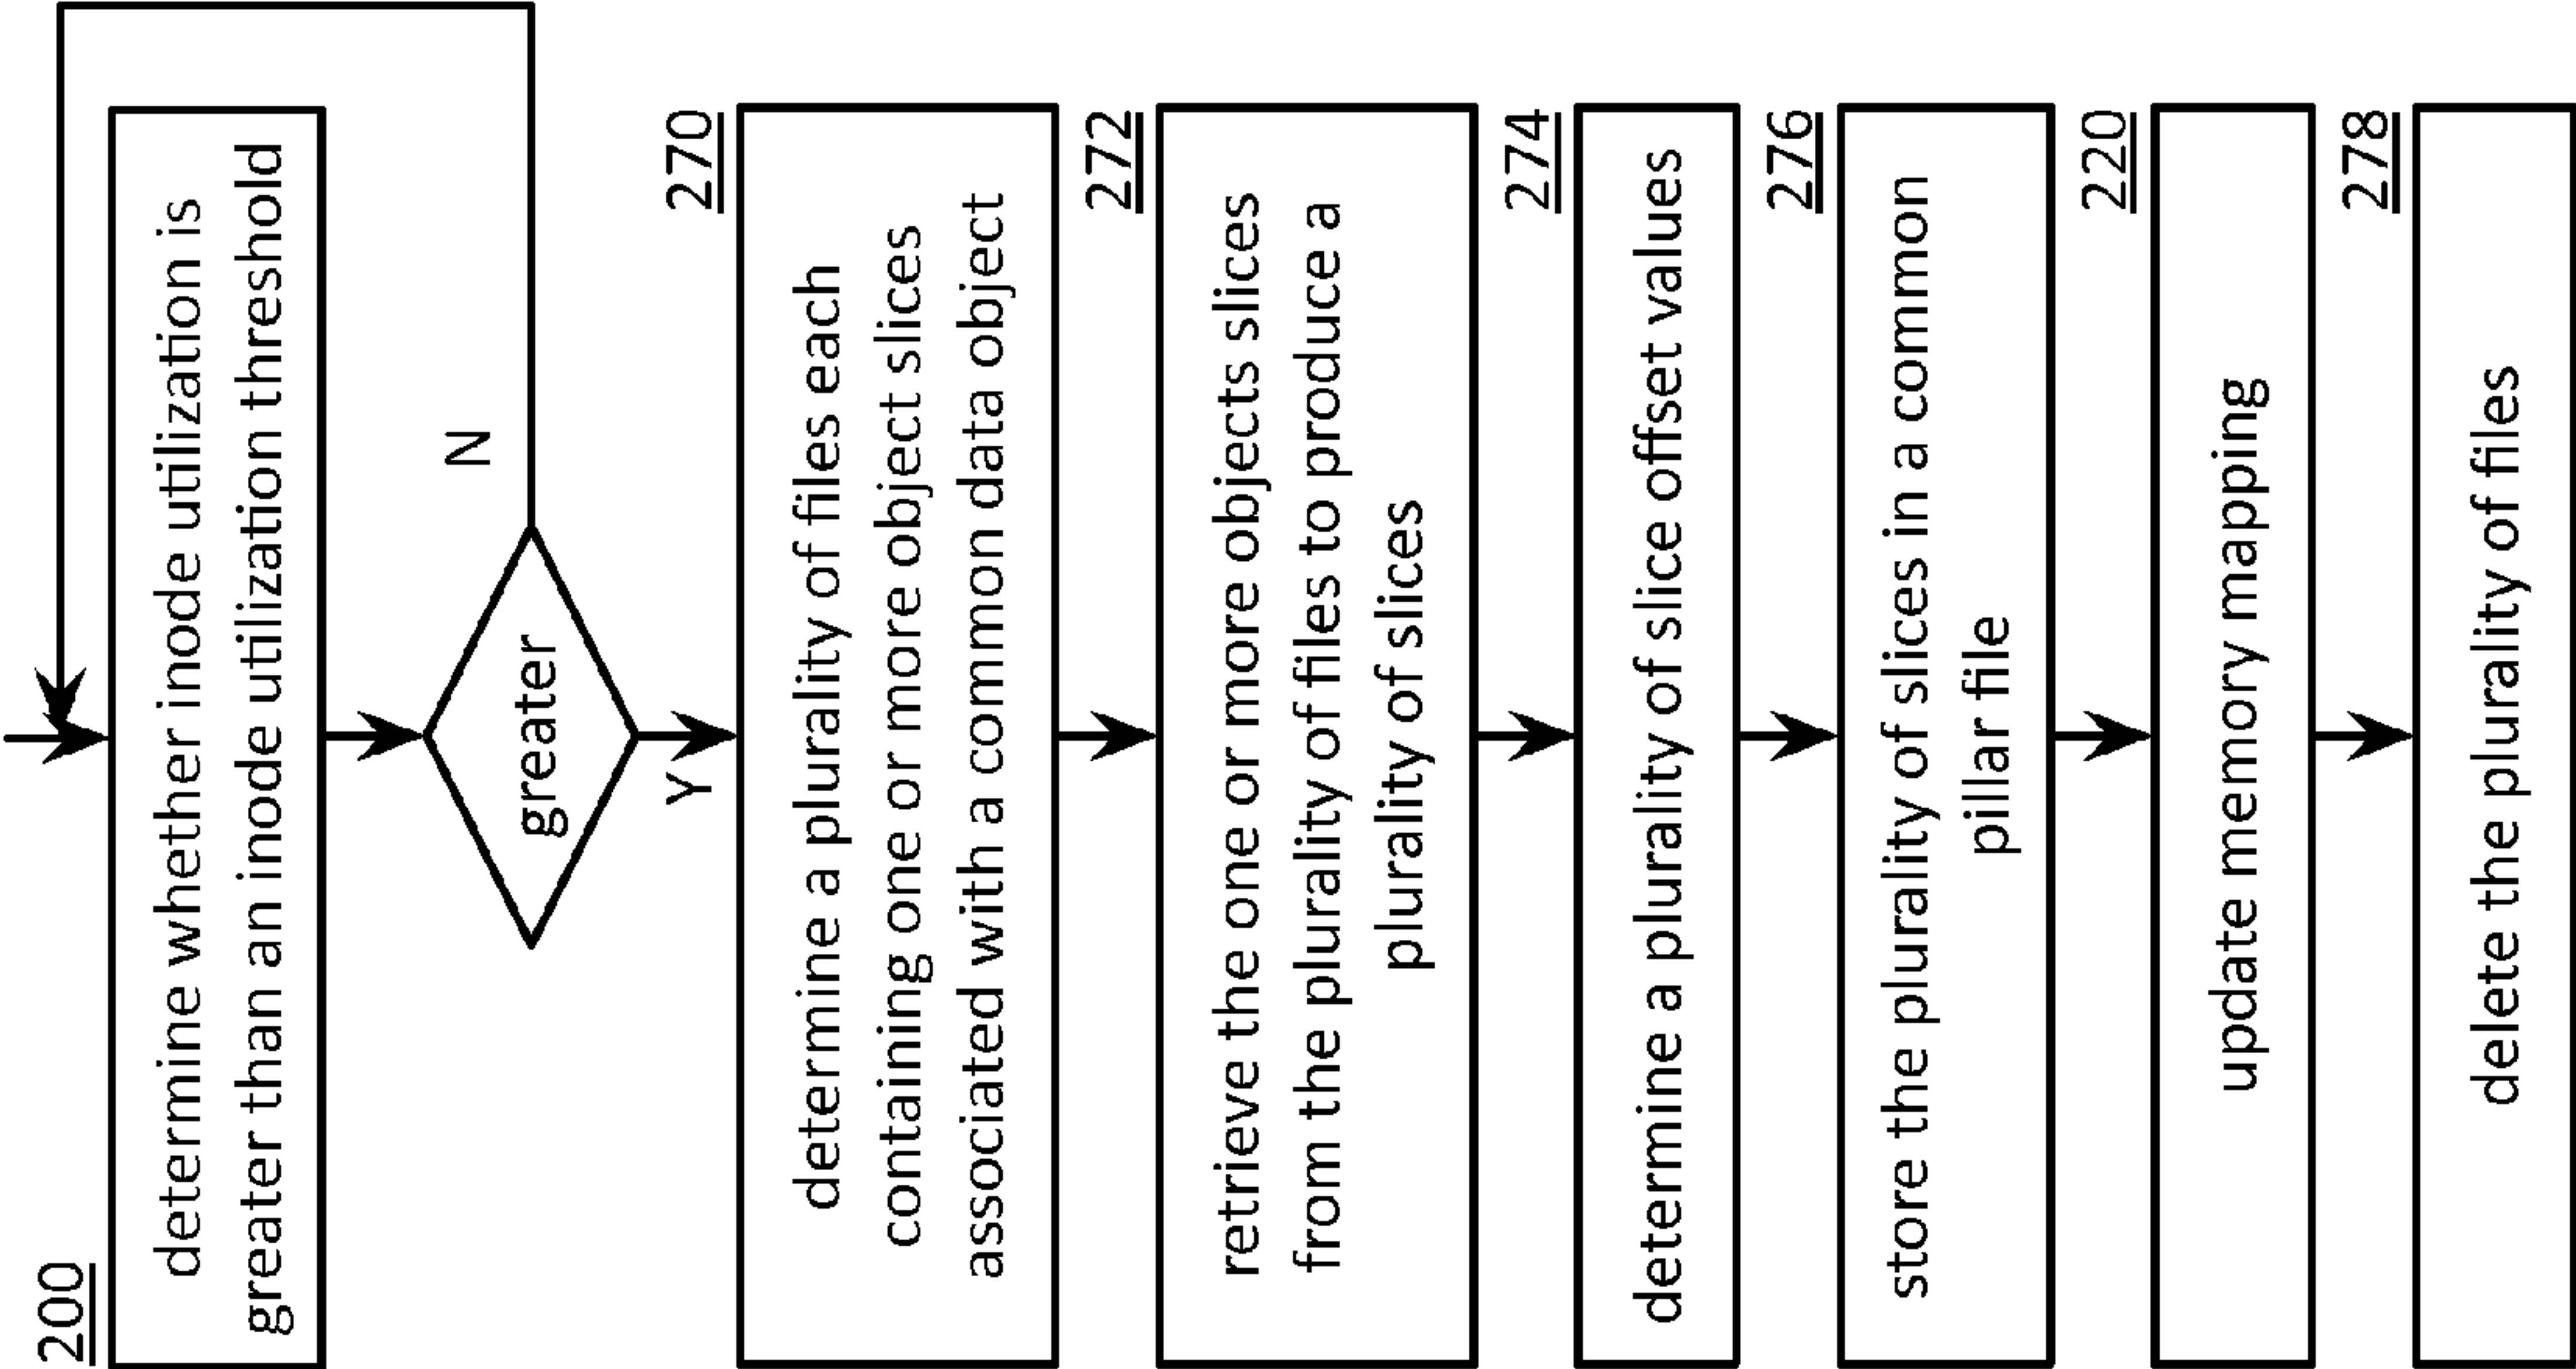 200
determine whether inode utilization is
greater than an inode utilization threshold
greater
N
Y
270
determine a plurality of files each
containing one or more object slices
associated with a common data object
272
retrieve the one or more objects slices
from the plurality of files to produce a
plurality of slices
274
determine a plurality of slice offset values
276
store the plurality of slices in a common
pillar file
220
update memory mapping
278
delete the plurality of files